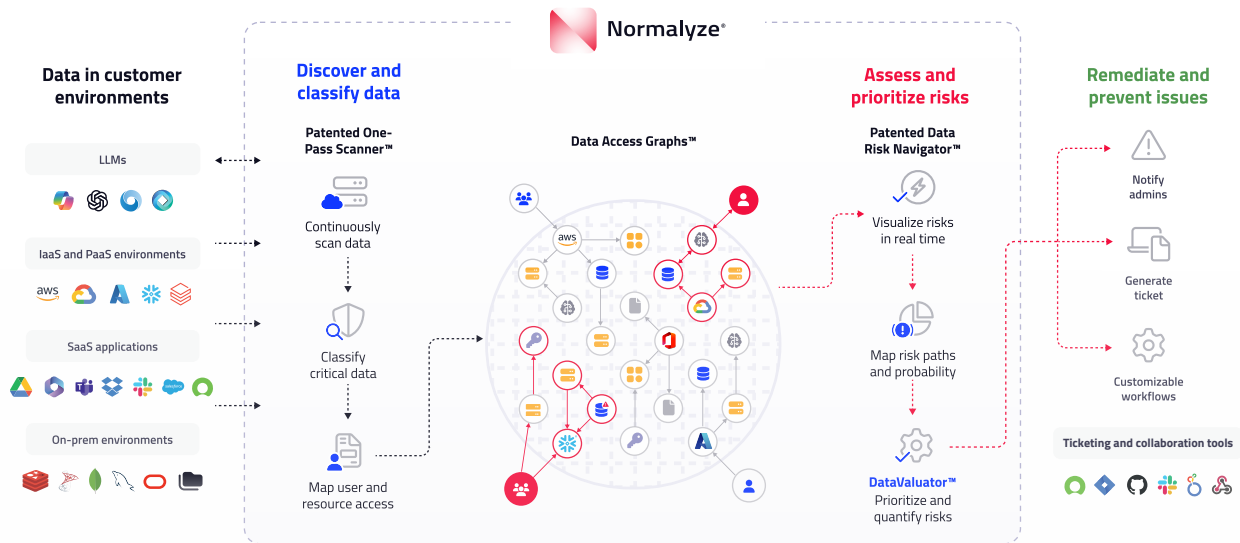 Normalyze®
Data in customer
environments
LLMs
IaaS and PaaS environments
aws
SaaS applications
salesforce
On-prem environments
Discover and
classify data
Patented One-
Pass Scanner™
Continuously
scan data
Classify
critical data
Map user and
resource access
Data Access Graphs™
aws
Assess and
prioritize risks
Patented Data
Risk Navigator™
Visualize risks
in real time
Map risk paths
and probability
DataValuator™
Prioritize and
quantify risks
Remediate and
prevent issues
Notify
admins
Generate
ticket
Customizable
workflows
Ticketing and collaboration tools